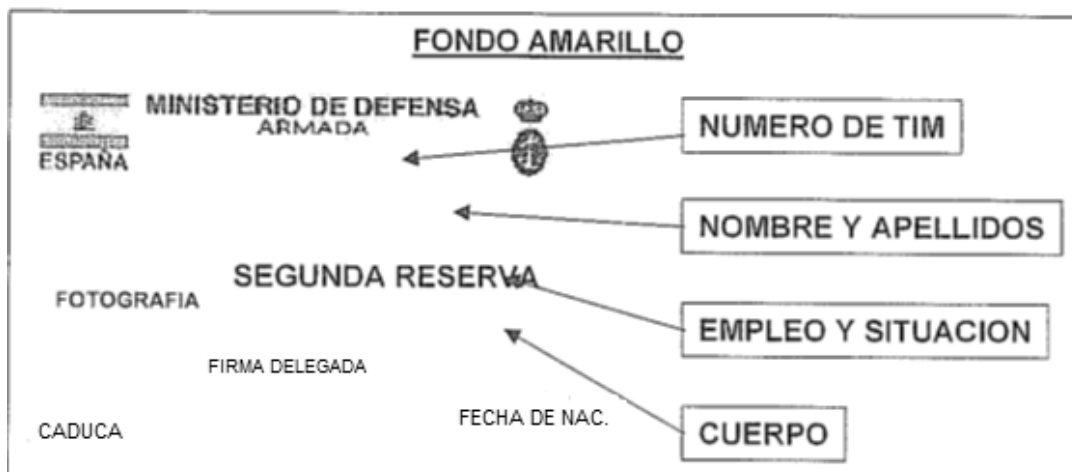 FONDO AMARILLO
MINISTERIO DE DEFENSA
ARMADA
ESPAÑA
NUMERO DE TIM
NOMBRE Y APELLIDOS
SEGUNDA RESERVA
FOTOGRAFIA
EMPLEO Y SITUACION
FIRMA DELEGADA
FECHA DE NAC.
CADUCA
CUERPO